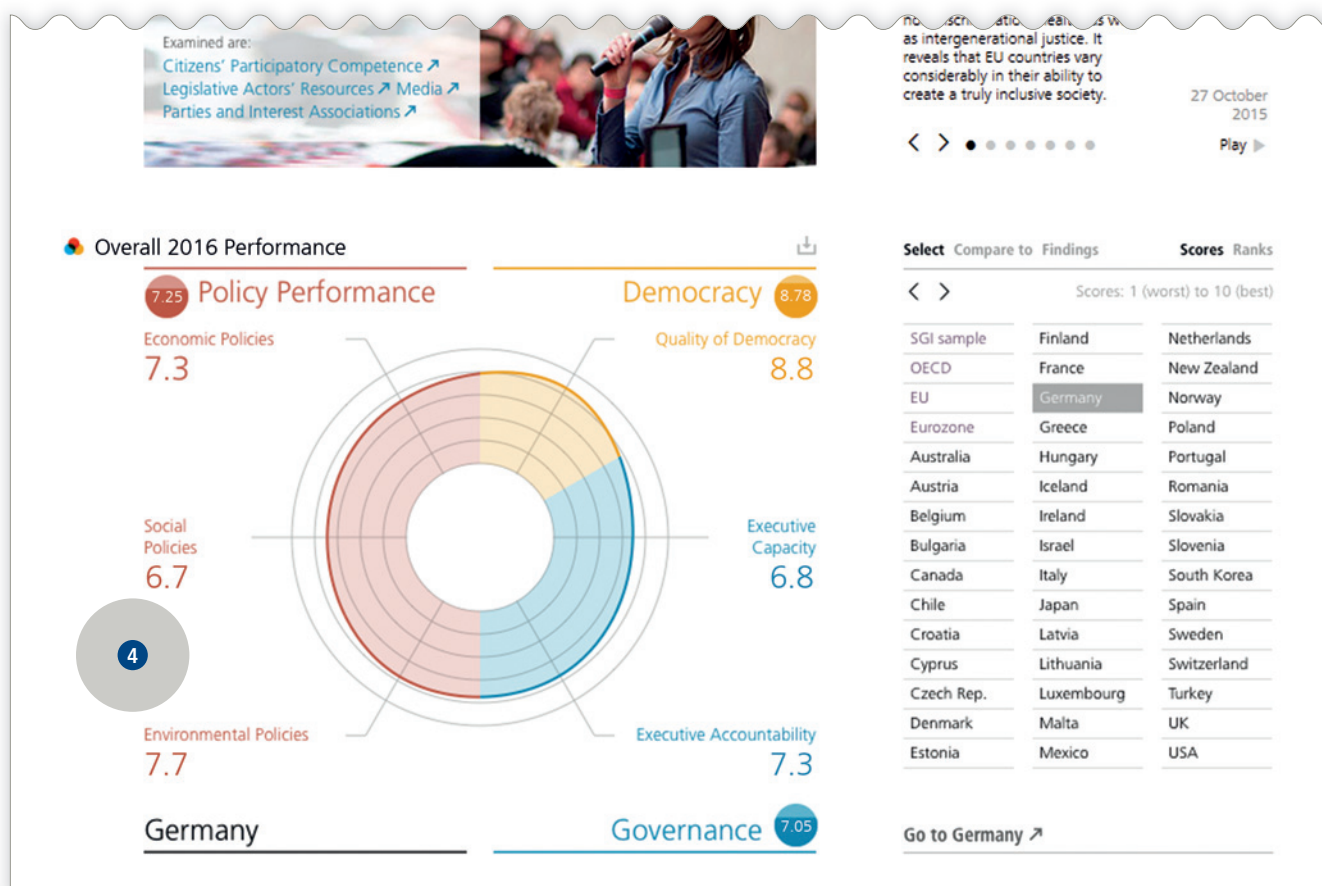 Examined are:
Citizens' Participatory Competence ↗
Legislative Actors' Resources ↗ Media ↗
Parties and Interest Associations ↗
as intergenerational justice. It
reveals that EU countries vary
considerably in their ability to
create a truly inclusive society.
27 October
2015
Play
Overall 2016 Performance
7.25 Policy Performance
Democracy 8.78
Economic Policies
7.3
Quality of Democracy
8.8
Social
Policies
6.7
Executive
Capacity
6.8
4
Environmental Policies
7.7
Executive Accountability
7.3
Germany
Governance 7.05
Select Compare to Findings Scores Ranks
Scores: 1 (worst) to 10 (best)
SGI sample Finland Netherlands
OECD France New Zealand
EU Germany Norway
Eurozone Greece Poland
Australia Hungary Portugal
Austria Iceland Romania
Belgium Ireland Slovakia
Bulgaria Israel Slovenia
Canada Italy South Korea
Chile Japan Spain
Croatia Latvia Sweden
Cyprus Lithuania Switzerland
Czech Rep. Luxembourg Turkey
Denmark Malta UK
Estonia Mexico USA
Go to Germany ↗